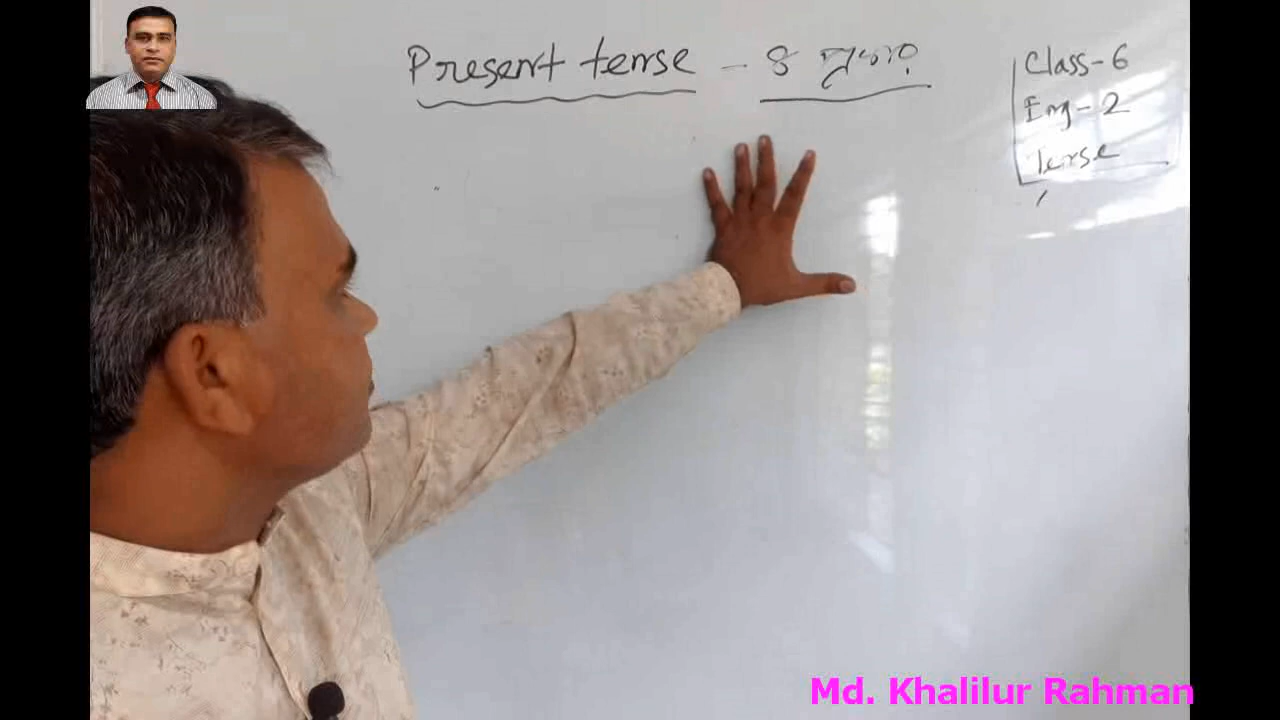 Present tense – ৪ প্রকার
Class-6
Eng-2
Tense
Md. Khalilur Rahman